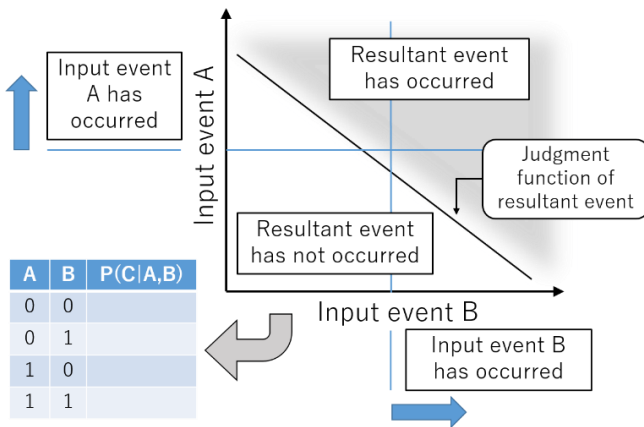 Input event
A has
occurred
Input event A
Resultant event
has occurred
Judgment
function of
resultant event
Resultant event
has not occurred
Input event B
Input event B
has occurred
A B P(C|A,B)
0 0
0 1
1 0
1 1